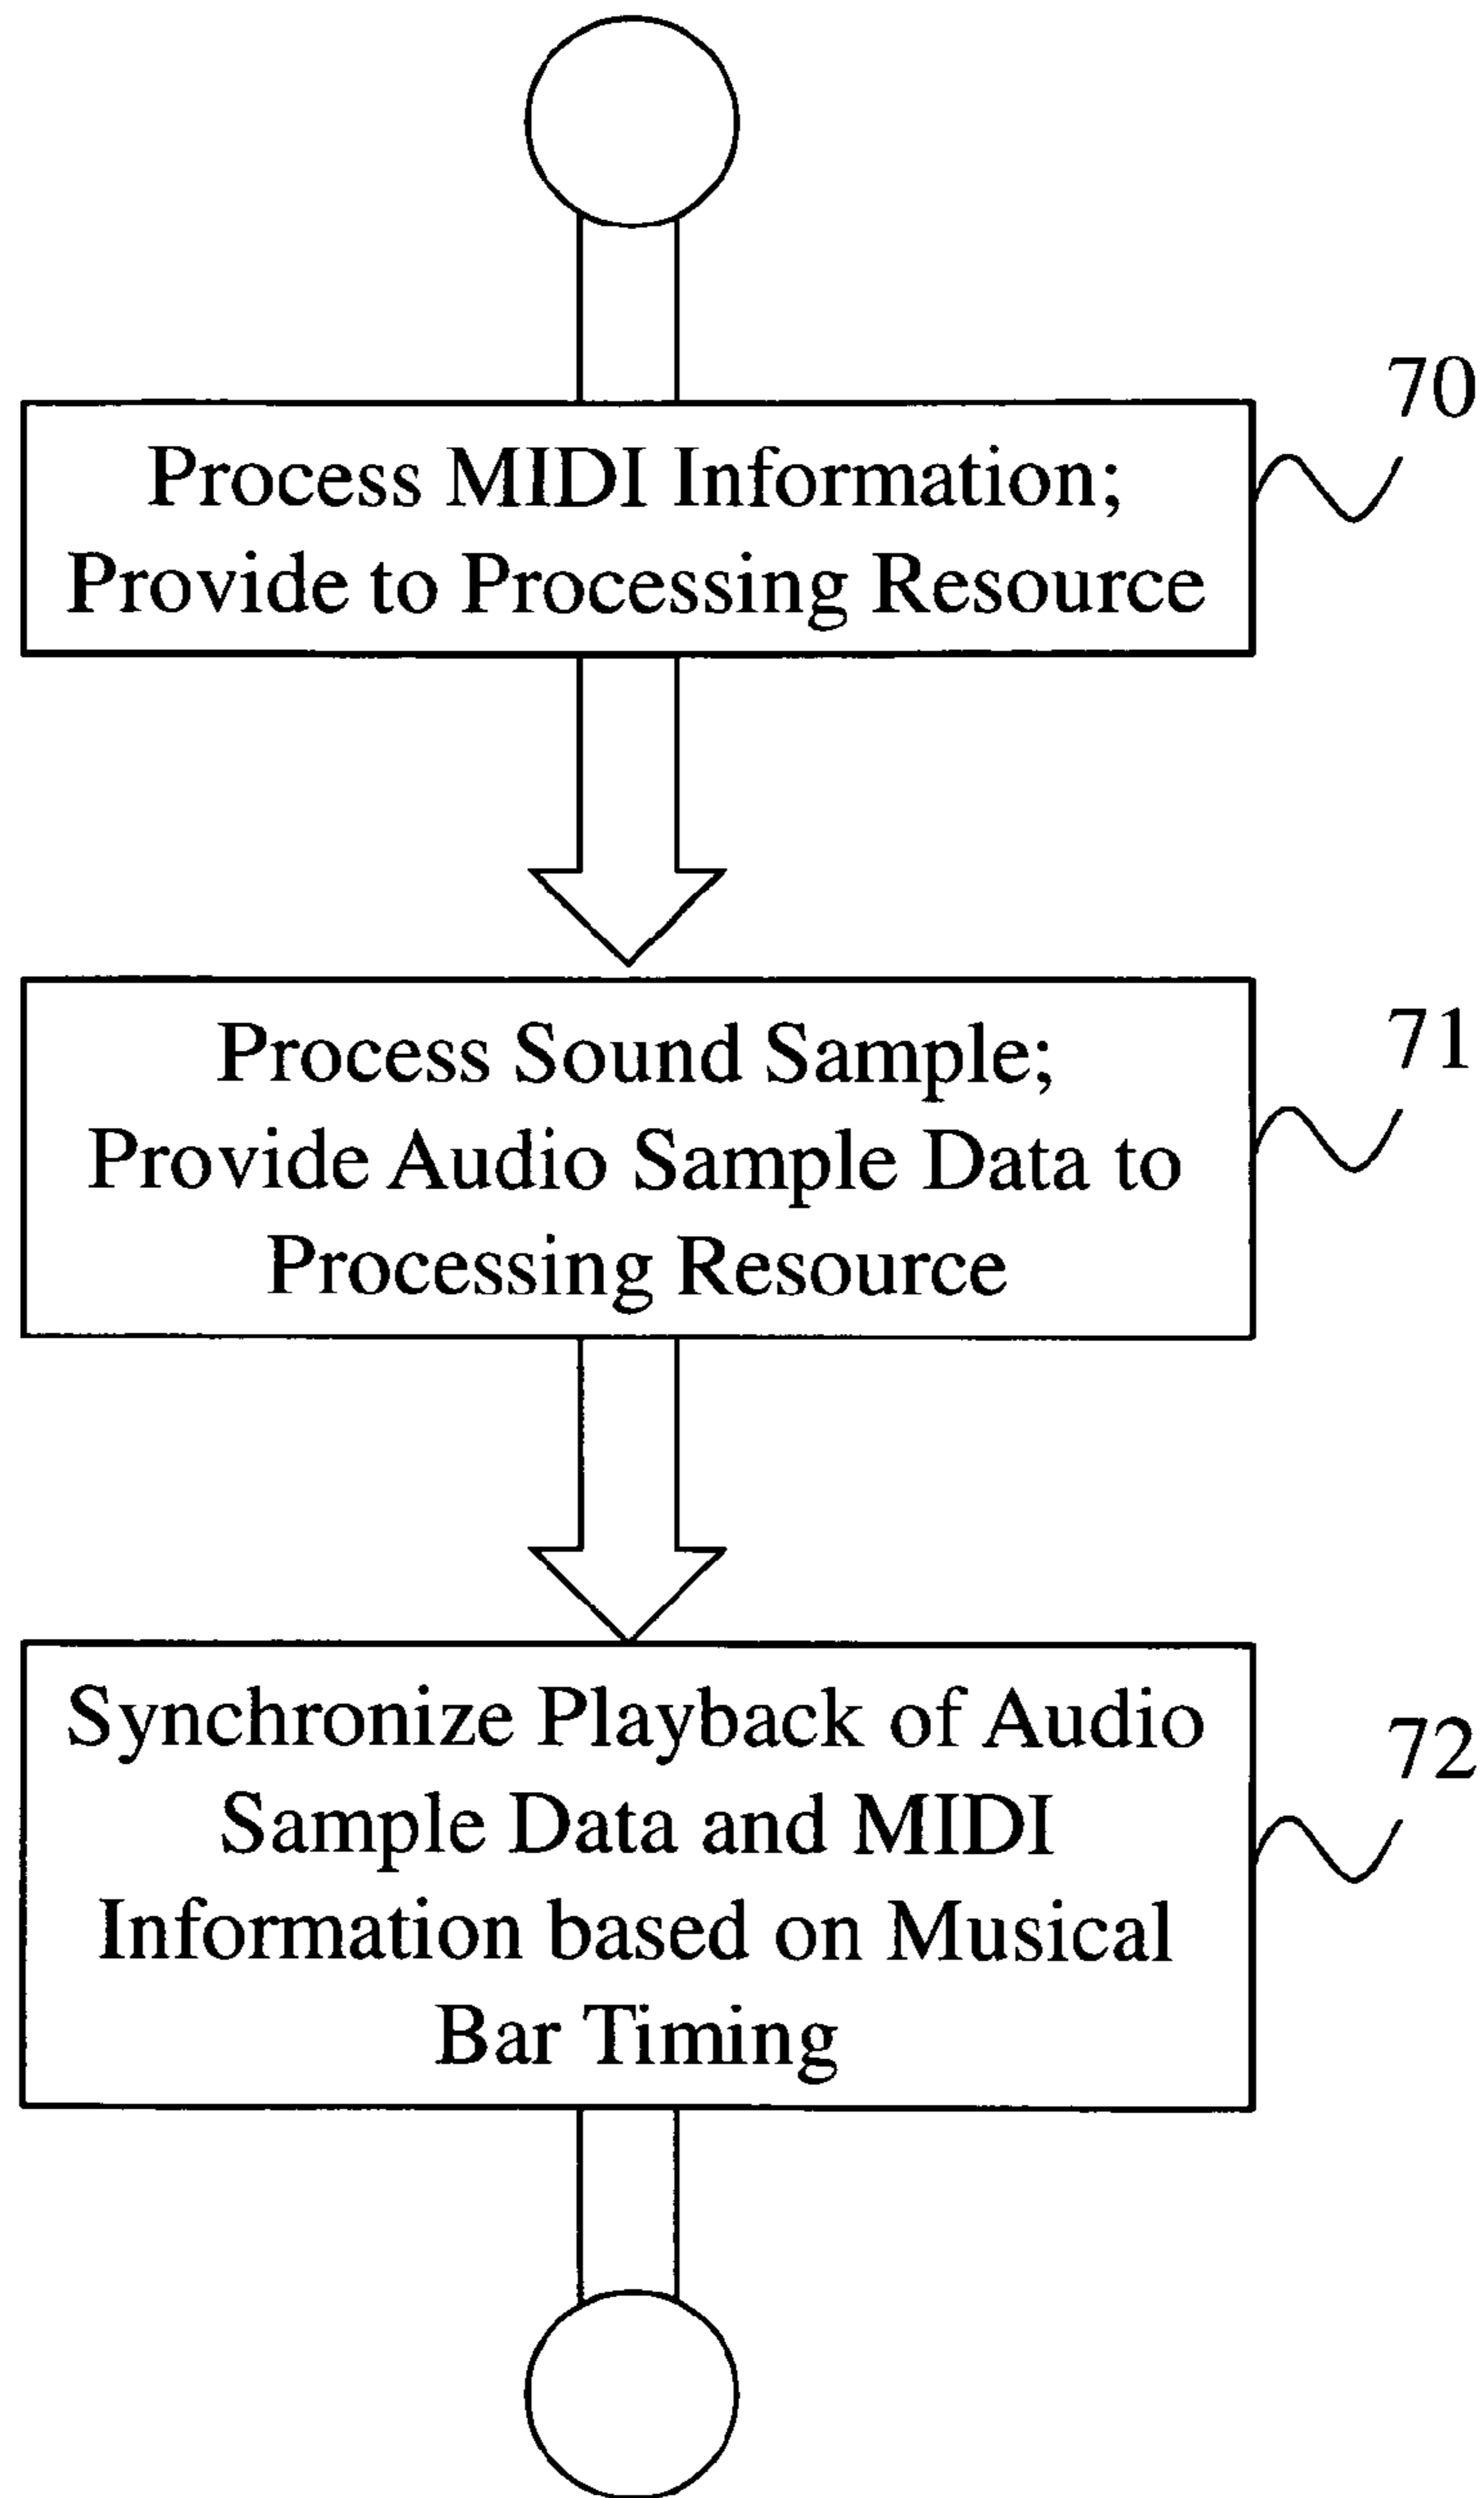 70
Process MIDI Information;
Provide to Processing Resource
71
Process Sound Sample;
Provide Audio Sample Data to
Processing Resource
72
Synchronize Playback of Audio
Sample Data and MIDI
Information based on Musical
Bar Timing